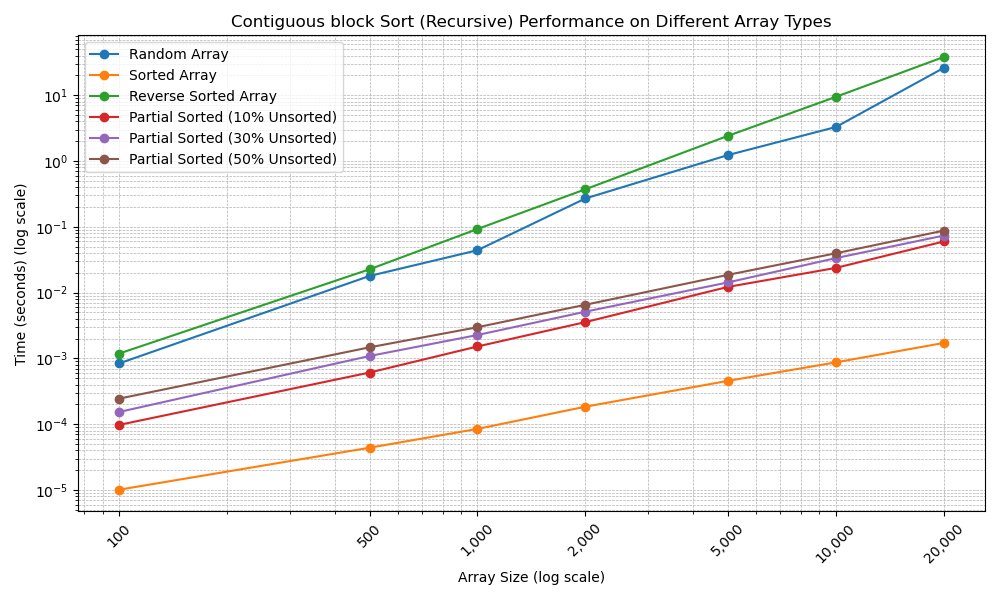 Contiguous block Sort (Recursive) Performance on Different Array Types
Random Array
Sorted Array
Reverse Sorted Array
Partial Sorted (10% Unsorted)
Partial Sorted (30% Unsorted)
Partial Sorted (50% Unsorted)
Time (seconds) (log scale)
10¹
10⁰
10⁻¹
10⁻²
10⁻³
10⁻⁴
10⁻⁵
100
500
1,000
2,000
5,000
10,000
20,000
Array Size (log scale)